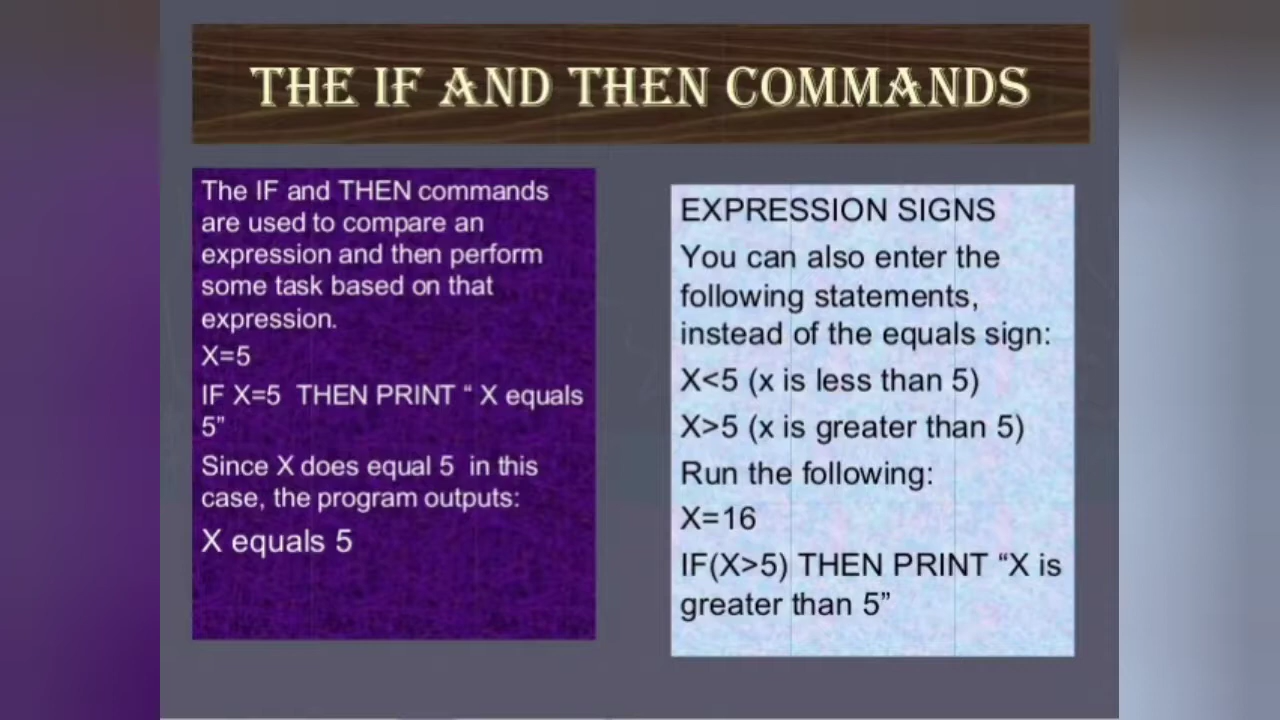 THE IF AND THEN COMMANDS
The IF and THEN commands
are used to compare an
expression and then perform
some task based on that
expression.
X=5
IF X=5  THEN PRINT “ X equals
5”
Since X does equal 5  in this
case, the program outputs:
X equals 5
EXPRESSION SIGNS
You can also enter the
following statements,
instead of the equals sign:
X<5 (x is less than 5)
X>5 (x is greater than 5)
Run the following:
X=16
IF(X>5) THEN PRINT “X is
greater than 5”